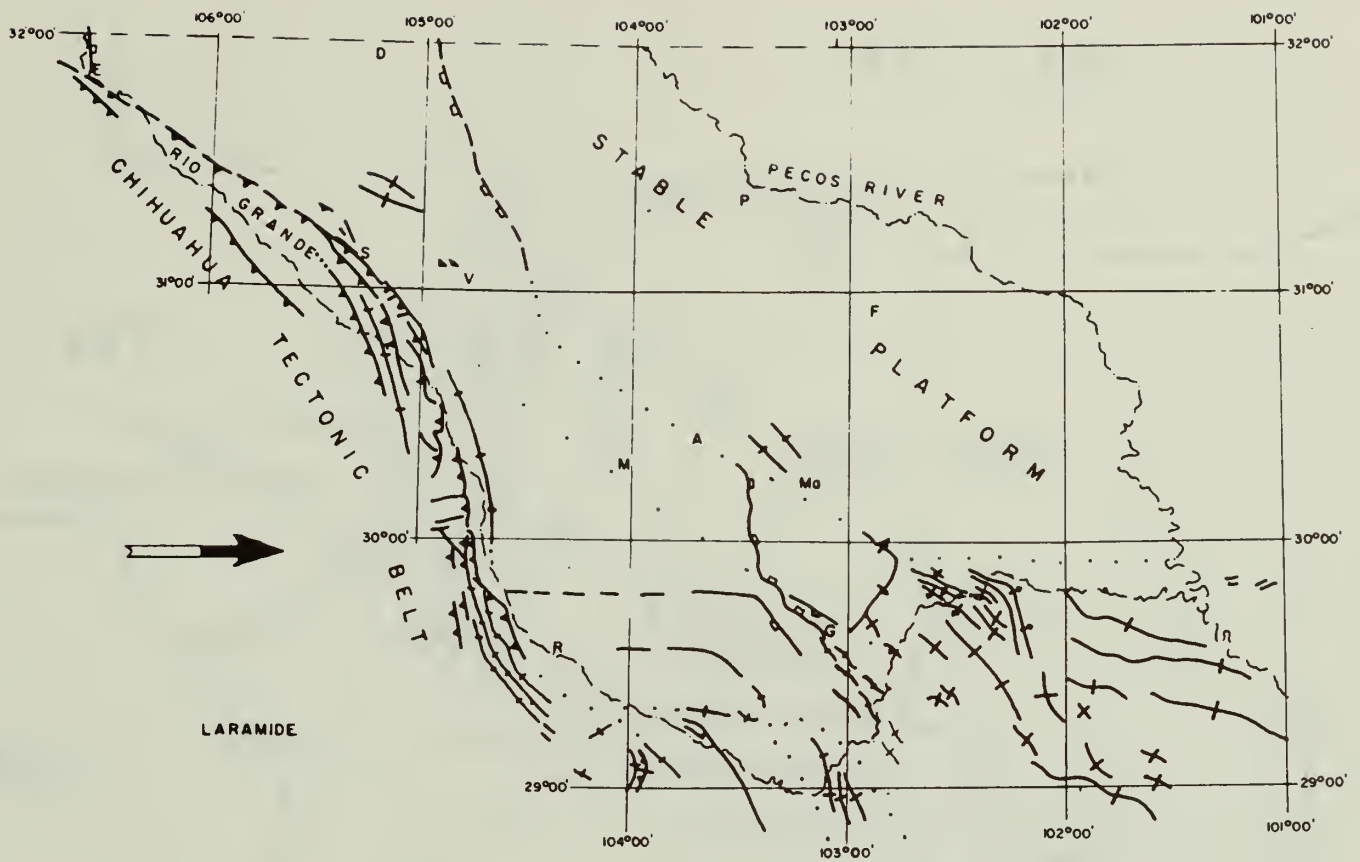 106°00'
105°00'
104°00'
103°00'
102°00'
101°00'
32°00'
32°00'
E
D
RIO GRANDE
STABLE
PECOS RIVER
P
CHIHUAHUA
S
V
31°00'
31°00'
F
TECTONIC
PLATFORM
A
M
Ma
30°00'
30°00'
BELT
G
R
LARAMIDE
29°00'
29°00'
104°00'
103°00'
102°00'
101°00'